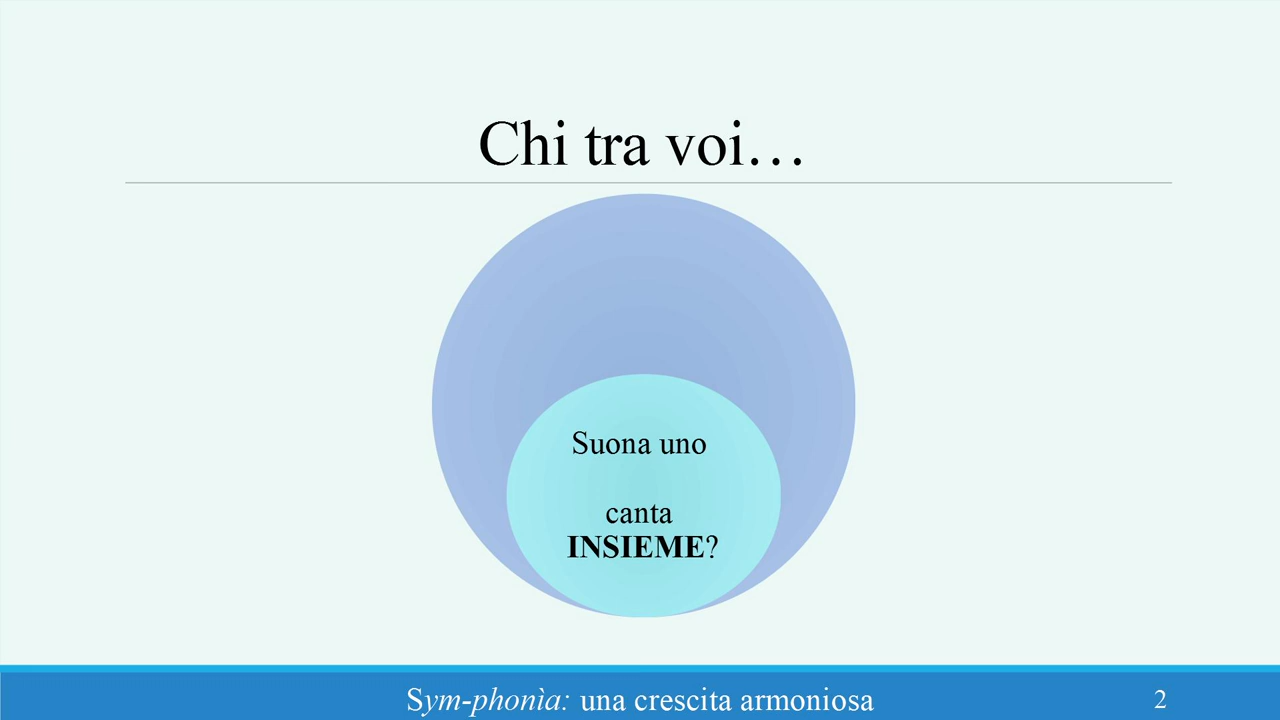 Chi tra voi…
Suona uno
canta
INSIEME?
Sym-phonìa: una crescita armoniosa
2